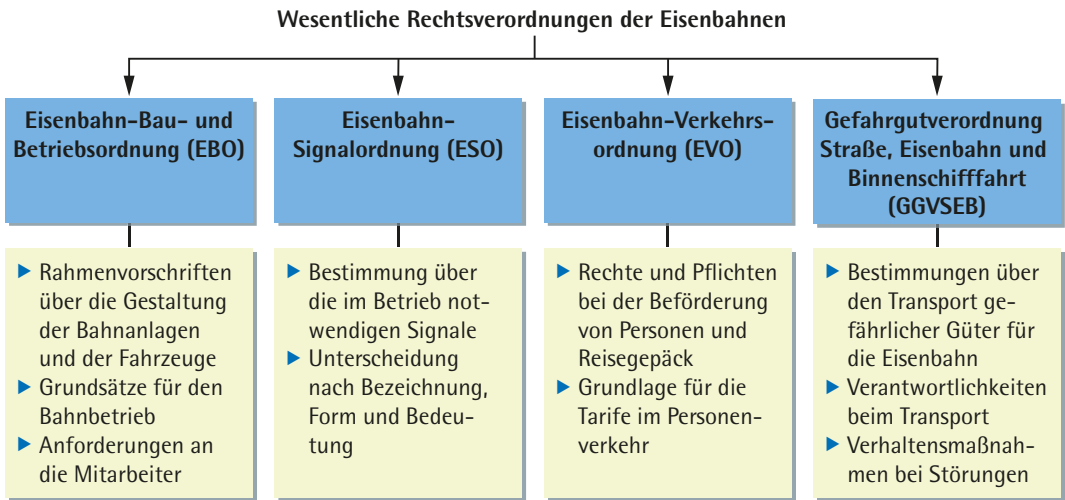 Wesentliche Rechtsverordnungen der Eisenbahnen
Eisenbahn-Bau- und
Betriebsordnung (EBO)
▶ Rahmenvorschriften
über die Gestaltung
der Bahnanlagen
und der Fahrzeuge
▶ Grundsätze für den
Bahnbetrieb
▶ Anforderungen an
die Mitarbeiter
Eisenbahn-
Signalordnung (ESO)
▶ Bestimmung über
die im Betrieb not-
wendigen Signale
▶ Unterscheidung
nach Bezeichnung,
Form und Bedeu-
tung
Eisenbahn-Verkehrs-
ordnung (EVO)
▶ Rechte und Pflichten
bei der Beförderung
von Personen und
Reisegepäck
▶ Grundlage für die
Tarife im Personen-
verkehr
Gefahrgutverordnung
Straße, Eisenbahn und
Binnenschifffahrt
(GGVSEB)
▶ Bestimmungen über
den Transport ge-
fährlicher Güter für
die Eisenbahn
▶ Verantwortlichkeiten
beim Transport
▶ Verhaltensmaßnah-
men bei Störungen